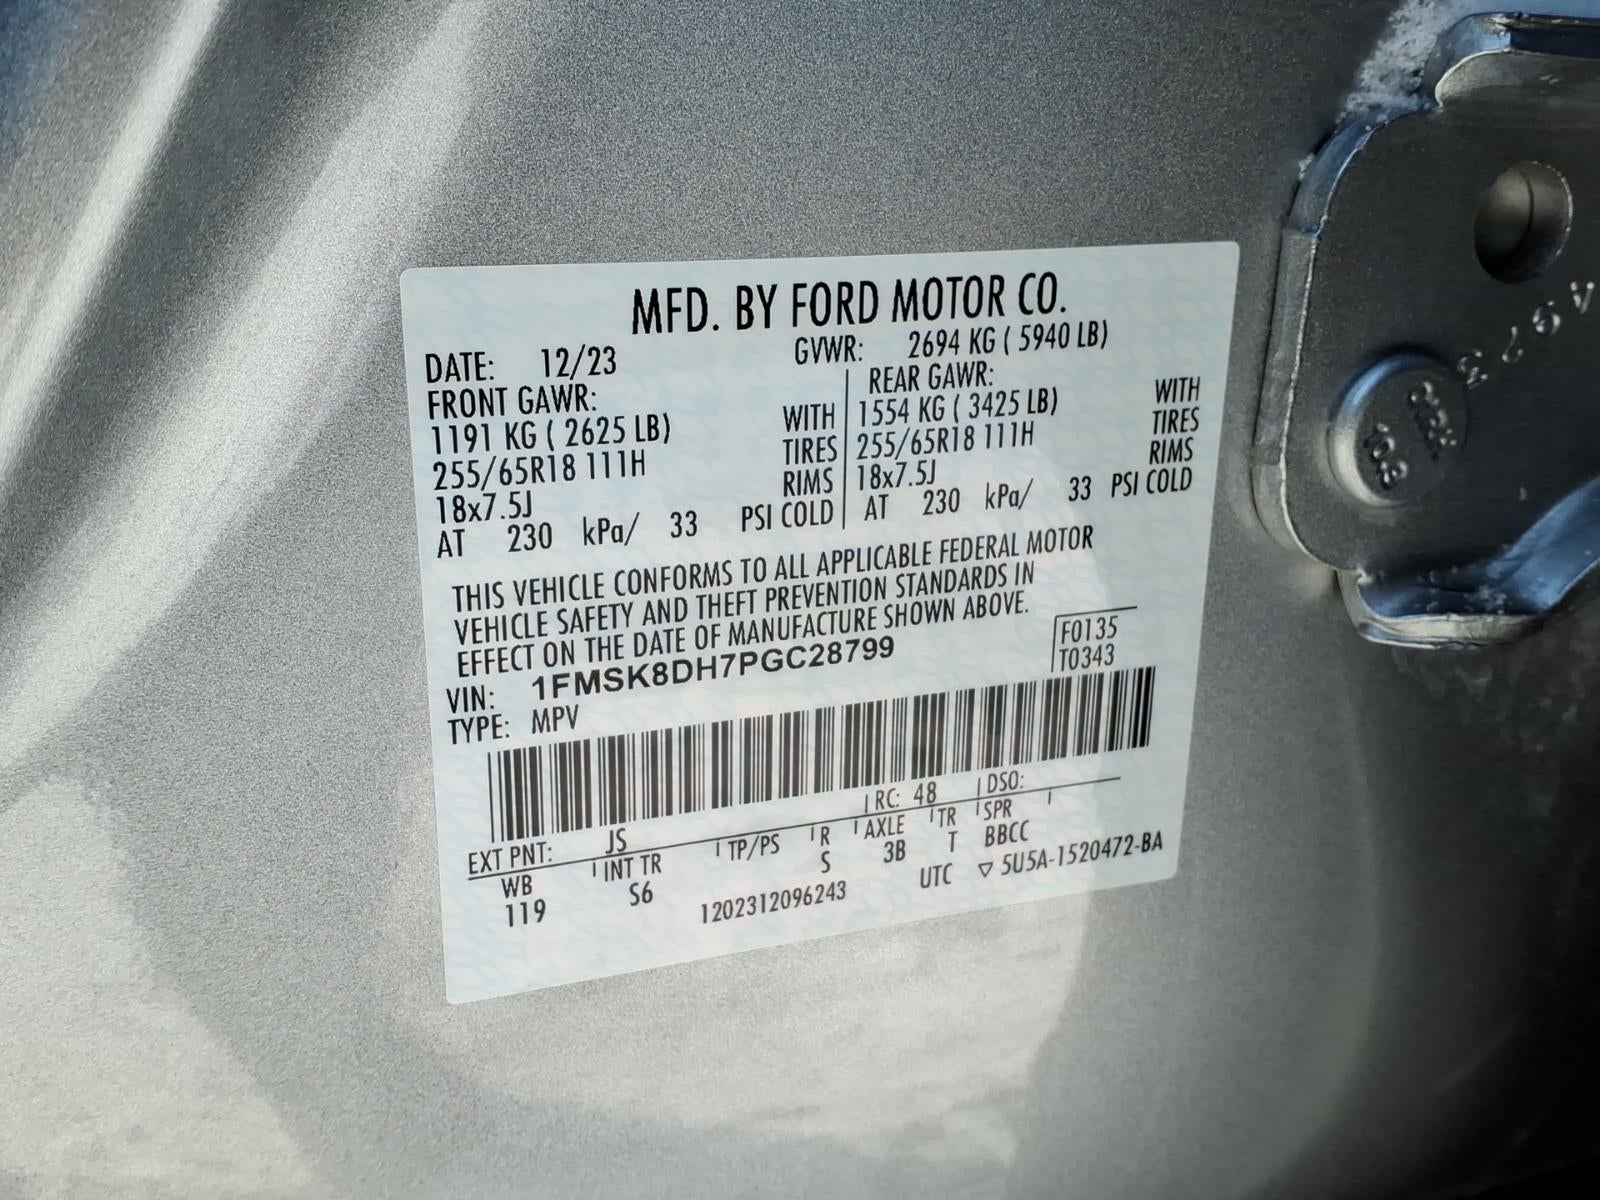 MFD. BY FORD MOTOR CO.
DATE: 12/23 GVWR: 2694 KG ( 5940 LB)
FRONT GAWR: REAR GAWR:
1191 KG ( 2625 LB) WITH 1554 KG ( 3425 LB) WITH
255/65R18 111H TIRES 255/65R18 111H TIRES
18x7.5J RIMS 18x7.5J RIMS
AT 230 kPa/ 33 PSI COLD AT 230 kPa/ 33 PSI COLD
THIS VEHICLE CONFORMS TO ALL APPLICABLE FEDERAL MOTOR
VEHICLE SAFETY AND THEFT PREVENTION STANDARDS IN
EFFECT ON THE DATE OF MANUFACTURE SHOWN ABOVE.
VIN: 1FMSK8DH7PGC28799 F0135
TYPE: MPV T0343
EXT PNT: JS RC: 48 DSO:
WB INT TR TP/PS R AXLE TR SPR
119 S6 S 3B T BBCC
1202312096243 UTC ▽ 5U5A-1520472-BA
A973
10.9